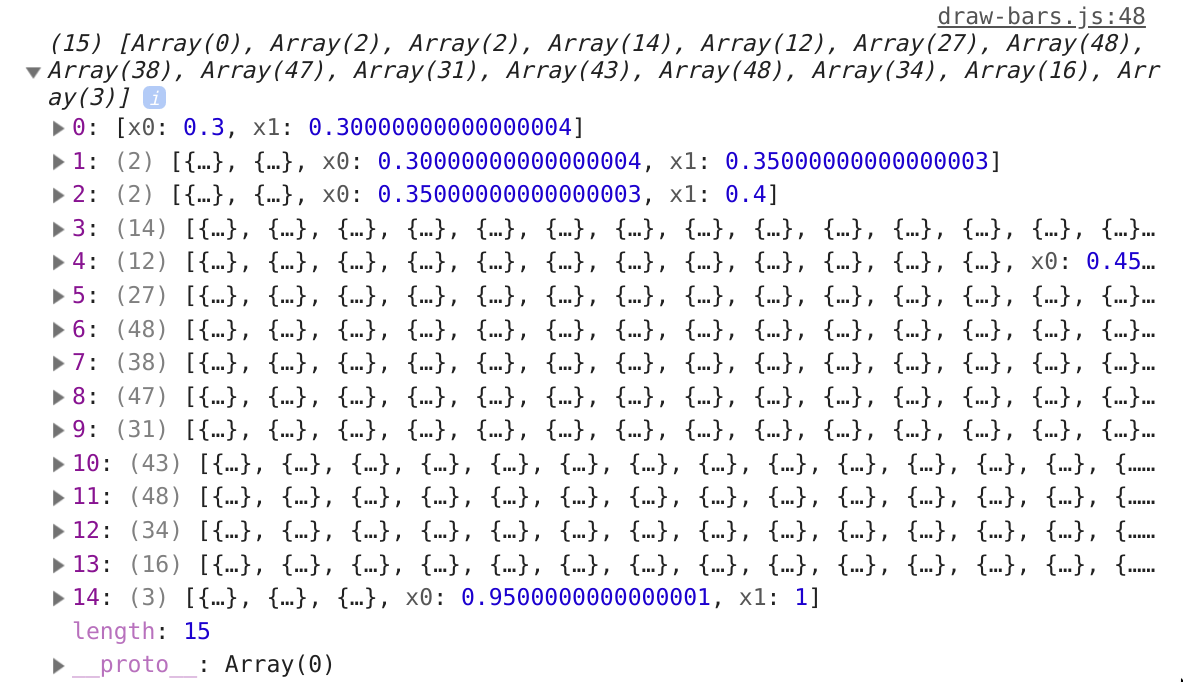 draw-bars.js:48
(15) [Array(0), Array(2), Array(2), Array(14), Array(12), Array(27), Array(48),
Array(38), Array(47), Array(31), Array(43), Array(48), Array(34), Array(16), Arr
ay(3)] i
0: [x0: 0.3, x1: 0.30000000000000004]
1: (2) [{…}, {…}, x0: 0.30000000000000004, x1: 0.35000000000000003]
2: (2) [{…}, {…}, x0: 0.35000000000000003, x1: 0.4]
3: (14) [{…}, {…}, {…}, {…}, {…}, {…}, {…}, {…}, {…}, {…}, {…}, {…}, {…}, {…}…
4: (12) [{…}, {…}, {…}, {…}, {…}, {…}, {…}, {…}, {…}, {…}, {…}, {…}, x0: 0.45…
5: (27) [{…}, {…}, {…}, {…}, {…}, {…}, {…}, {…}, {…}, {…}, {…}, {…}, {…}, {…}…
6: (48) [{…}, {…}, {…}, {…}, {…}, {…}, {…}, {…}, {…}, {…}, {…}, {…}, {…}, {…}…
7: (38) [{…}, {…}, {…}, {…}, {…}, {…}, {…}, {…}, {…}, {…}, {…}, {…}, {…}, {…}…
8: (47) [{…}, {…}, {…}, {…}, {…}, {…}, {…}, {…}, {…}, {…}, {…}, {…}, {…}, {…}…
9: (31) [{…}, {…}, {…}, {…}, {…}, {…}, {…}, {…}, {…}, {…}, {…}, {…}, {…}, {…}…
10: (43) [{…}, {…}, {…}, {…}, {…}, {…}, {…}, {…}, {…}, {…}, {…}, {…}, {…}, {……
11: (48) [{…}, {…}, {…}, {…}, {…}, {…}, {…}, {…}, {…}, {…}, {…}, {…}, {…}, {……
12: (34) [{…}, {…}, {…}, {…}, {…}, {…}, {…}, {…}, {…}, {…}, {…}, {…}, {…}, {……
13: (16) [{…}, {…}, {…}, {…}, {…}, {…}, {…}, {…}, {…}, {…}, {…}, {…}, {…}, {……
14: (3) [{…}, {…}, {…}, x0: 0.9500000000000001, x1: 1]
length: 15
__proto__: Array(0)